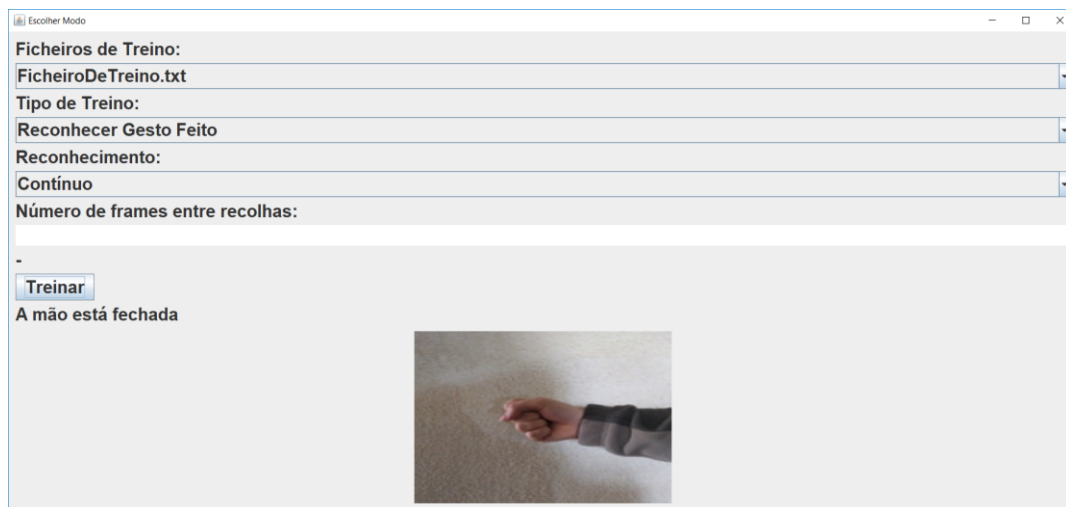 Escolher Modo
Ficheiros de Treino:
FicheiroDeTreino.txt
Tipo de Treino:
Reconhecer Gesto Feito
Reconhecimento:
Contínuo
Número de frames entre recolhas:
-
Treinar
A mão está fechada